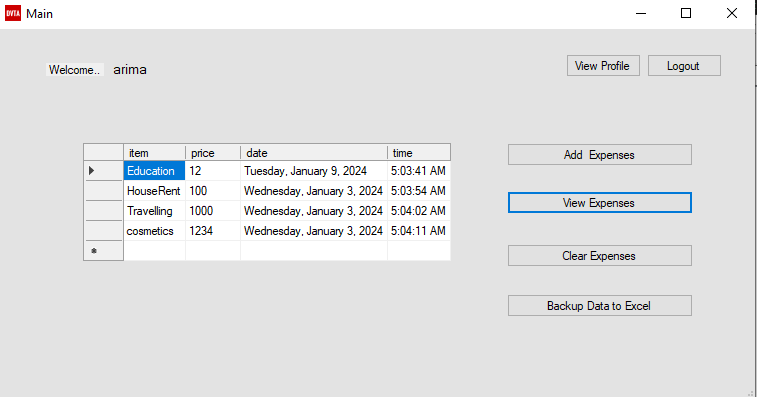 DVTA Main
Welcome.. arima
View Profile Logout
item price date time
Education 12 Tuesday, January 9, 2024 5:03:41 AM
HouseRent 100 Wednesday, January 3, 2024 5:03:54 AM
Travelling 1000 Wednesday, January 3, 2024 5:04:02 AM
cosmetics 1234 Wednesday, January 3, 2024 5:04:11 AM
Add Expenses
View Expenses
Clear Expenses
Backup Data to Excel